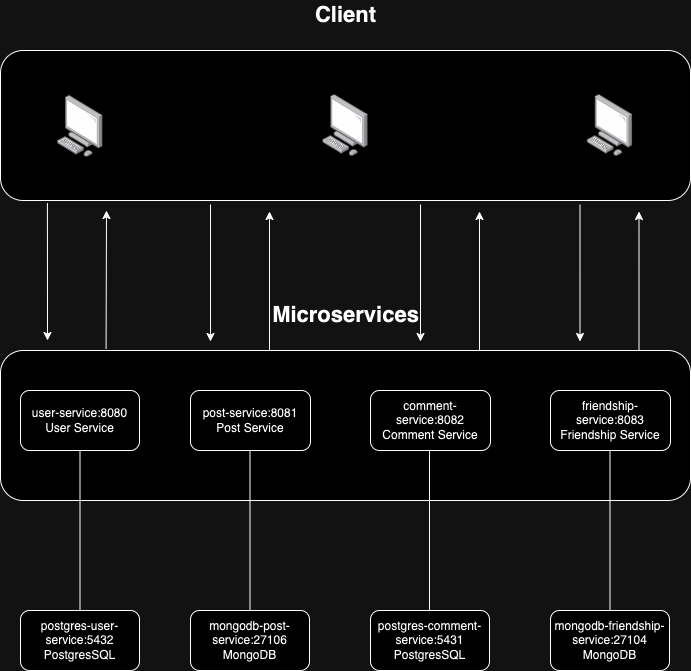 Client
Microservices
user-service:8080
User Service
post-service:8081
Post Service
comment-
service:8082
Comment Service
friendship-
service:8083
Friendship Service
postgres-user-
service:5432
PostgresSQL
mongodb-post-
service:27106
MongoDB
postgres-comment-
service:5431
PostgresSQL
mongodb-friendship-
service:27104
MongoDB